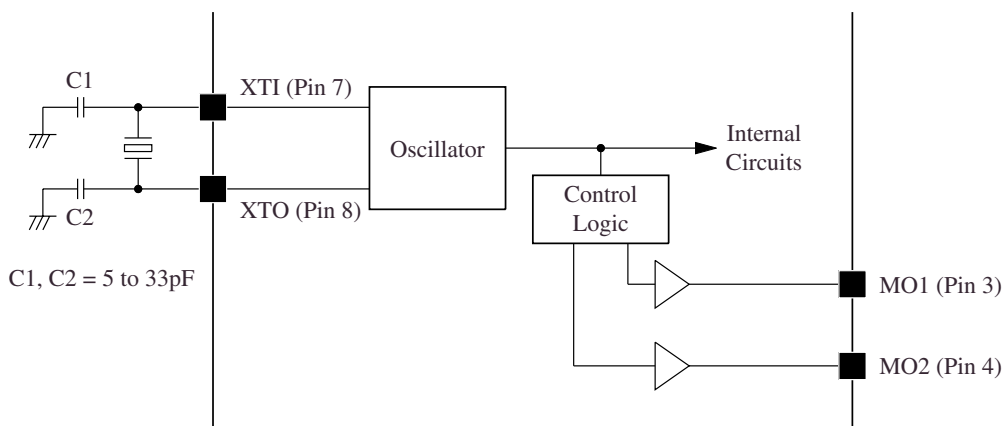 C1
XTI (Pin 7)
Oscillator
Internal
Circuits
C2
XTO (Pin 8)
Control
Logic
C1, C2 = 5 to 33pF
MO1 (Pin 3)
MO2 (Pin 4)